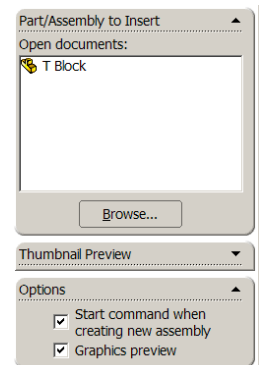 Part/Assembly to Insert
Open documents:
T Block
Browse...
Thumbnail Preview
Options
Start command when
creating new assembly
Graphics preview